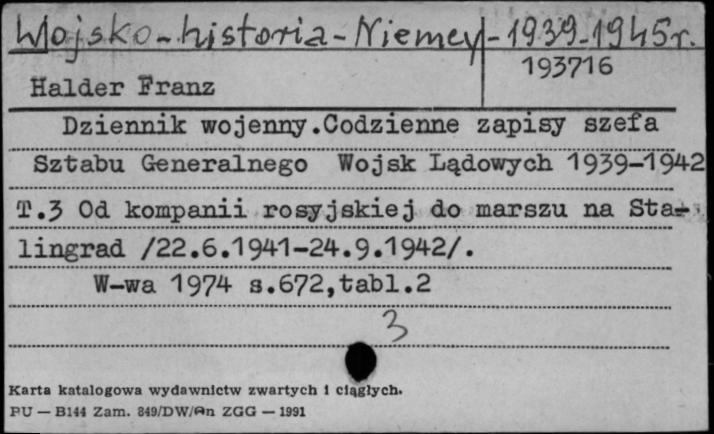 Wojsko-historia-Niemcy-1939-1945r.
193716
Halder Franz
Dziennik wojenny.Codzienne zapisy szefa
Sztabu Generalnego Wojsk Lądowych 1939-1942
T.3 Od kompanii rosyjskiej do marszu na Sta-
lingrad /22.6.1941-24.9.1942/.
W-wa 1974 s.672,tabl.2
3
Karta katalogowa wydawnictw zwartych i ciągłych.
PU — B144 Zam. 849/DW/An ZGG — 1991